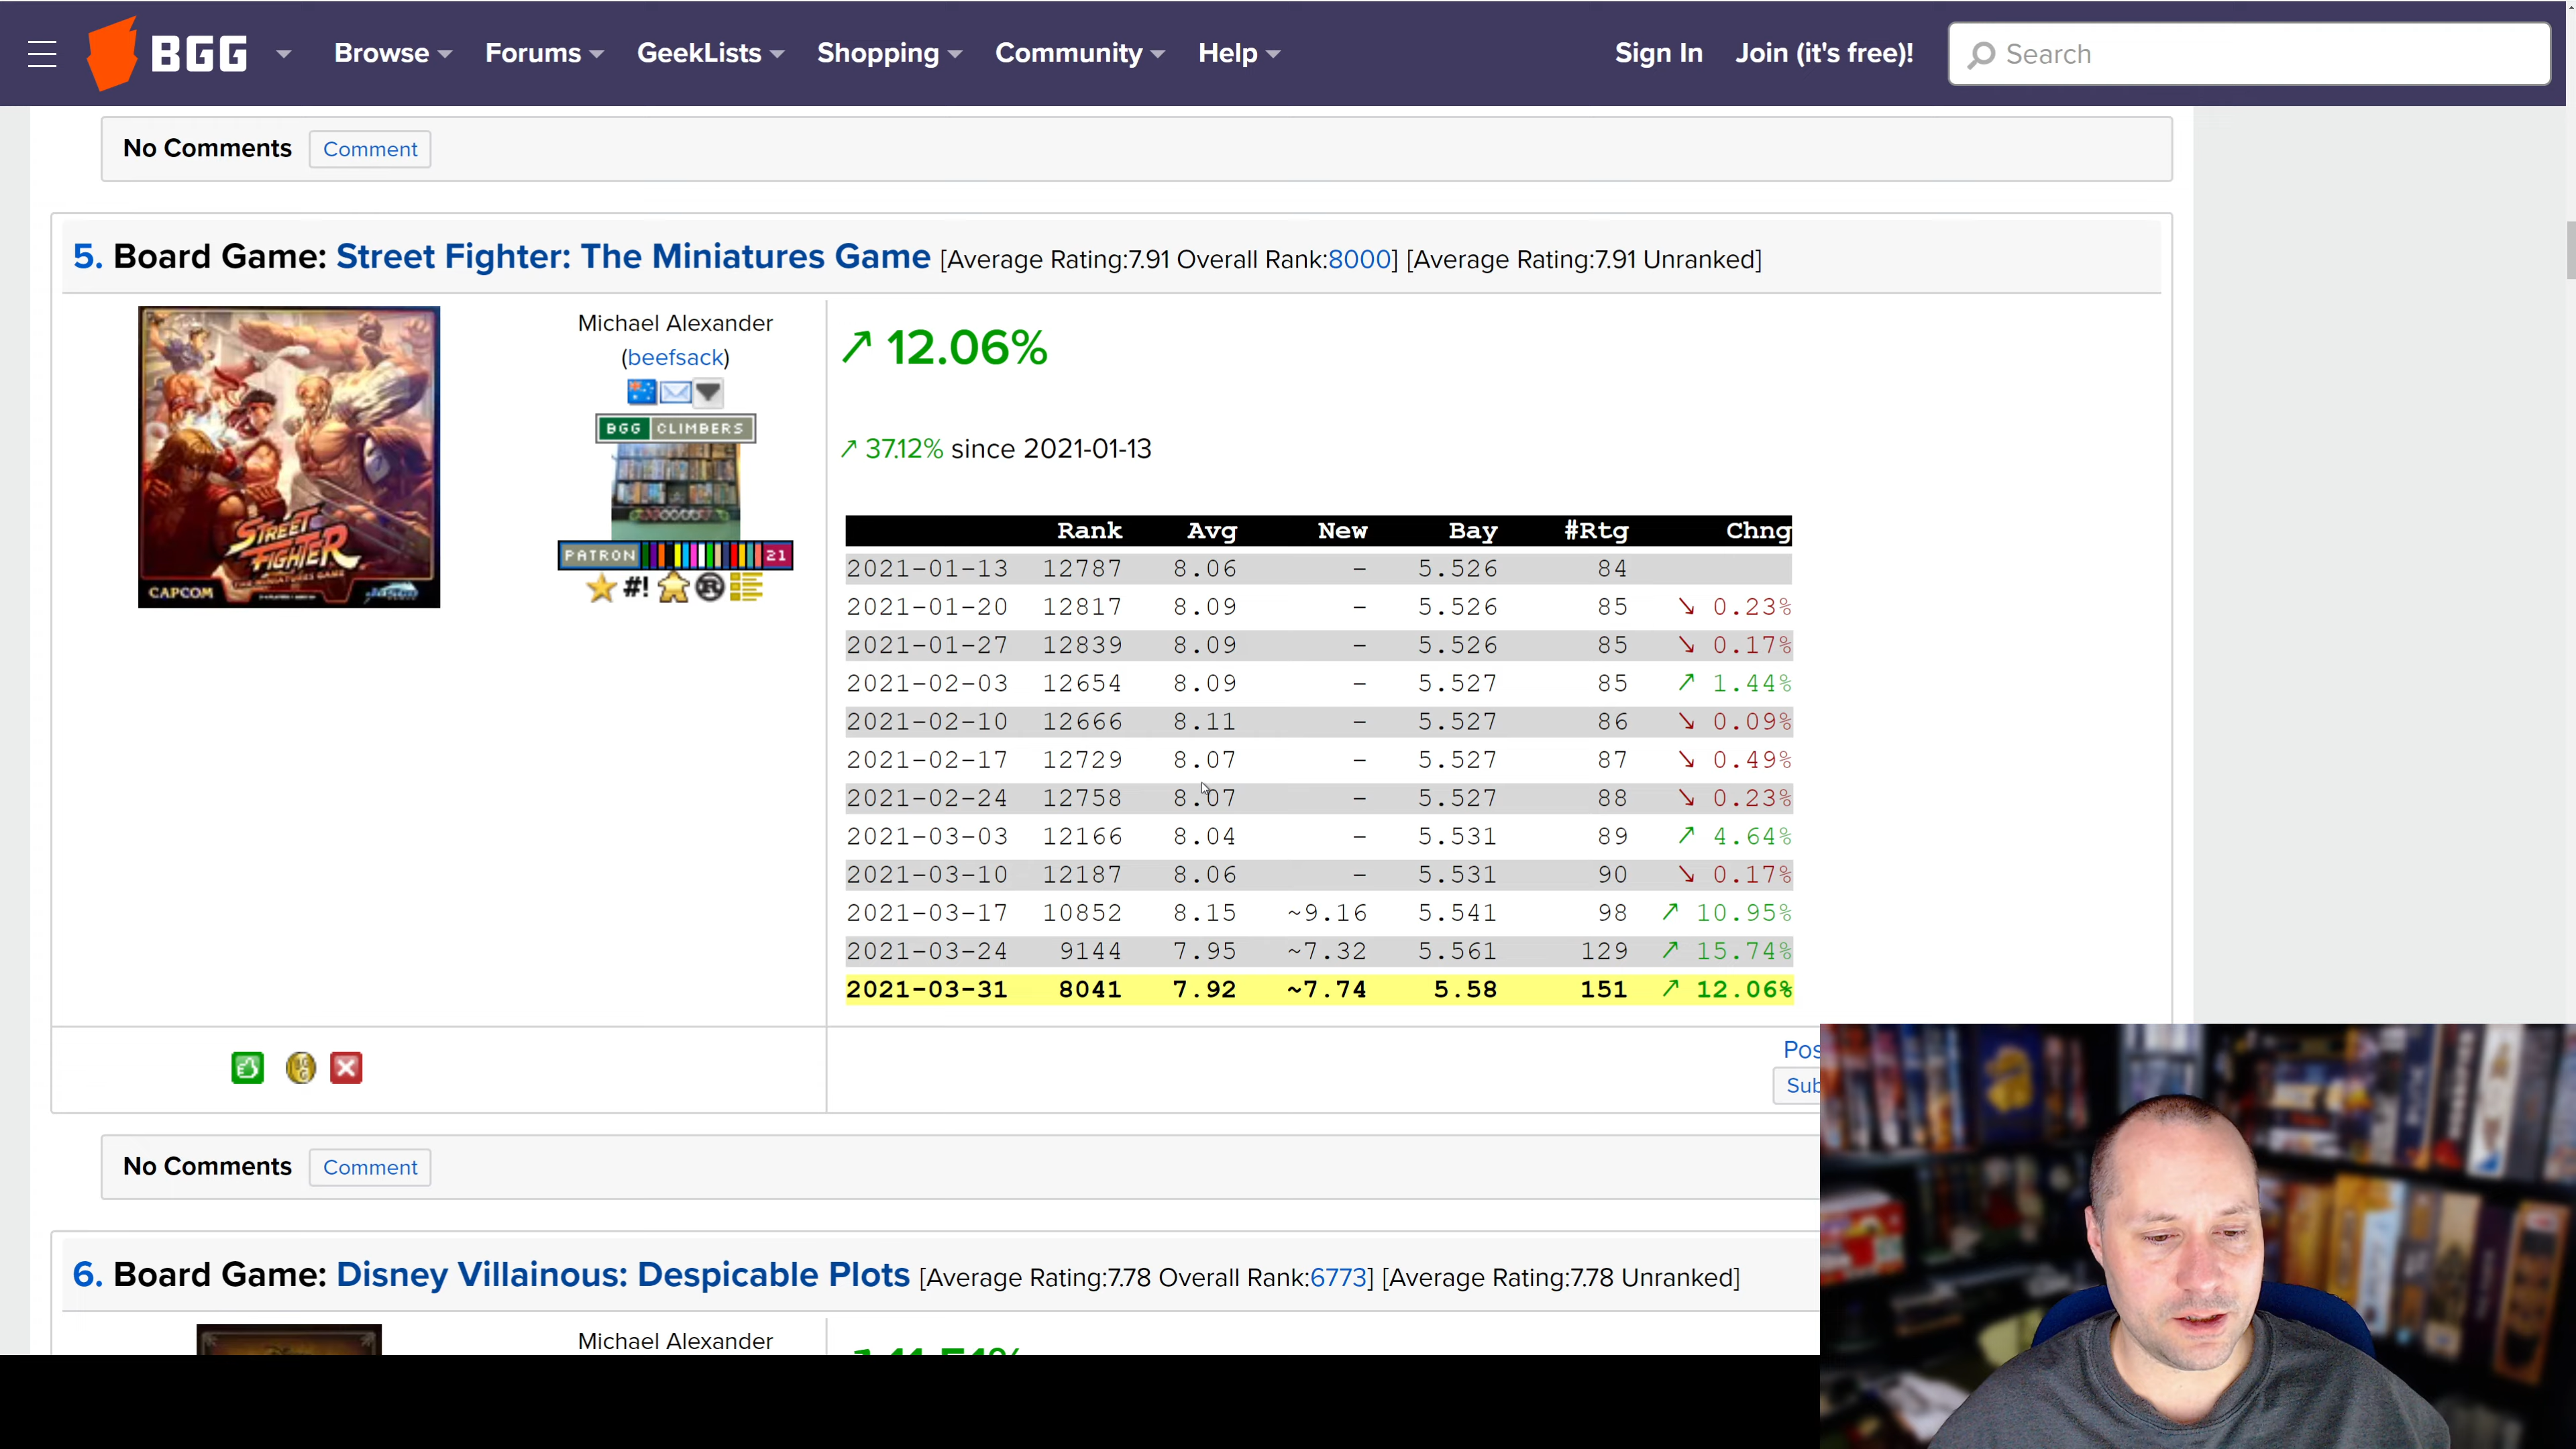 BGG Browse Forums GeekLists Shopping Community Help Sign In Join (it's free)! Search
No Comments Comment
5. Board Game: Street Fighter: The Miniatures Game [Average Rating:7.91 Overall Rank:8000] [Average Rating:7.91 Unranked]
STREET
FIGHTER
THE MINIATURES GAME
CAPCOM
Michael Alexander
(beefsack)
BGG CLIMBERS
PATRON 21
#!
↗ 12.06%
↗ 37.12% since 2021-01-13
Rank Avg New Bay #Rtg Chng
2021-01-13 12787 8.06 - 5.526 84
2021-01-20 12817 8.09 - 5.526 85 ↘ 0.23%
2021-01-27 12839 8.09 - 5.526 85 ↘ 0.17%
2021-02-03 12654 8.09 - 5.527 85 ↗ 1.44%
2021-02-10 12666 8.11 - 5.527 86 ↘ 0.09%
2021-02-17 12729 8.07 - 5.527 87 ↘ 0.49%
2021-02-24 12758 8.07 - 5.527 88 ↘ 0.23%
2021-03-03 12166 8.04 - 5.531 89 ↗ 4.64%
2021-03-10 12187 8.06 - 5.531 90 ↘ 0.17%
2021-03-17 10852 8.15 ~9.16 5.541 98 ↗ 10.95%
2021-03-24 9144 7.95 ~7.32 5.561 129 ↗ 15.74%
2021-03-31 8041 7.92 ~7.74 5.58 151 ↗ 12.06%
Pos
Sub
No Comments Comment
6. Board Game: Disney Villainous: Despicable Plots [Average Rating:7.78 Overall Rank:6773] [Average Rating:7.78 Unranked]
Michael Alexander